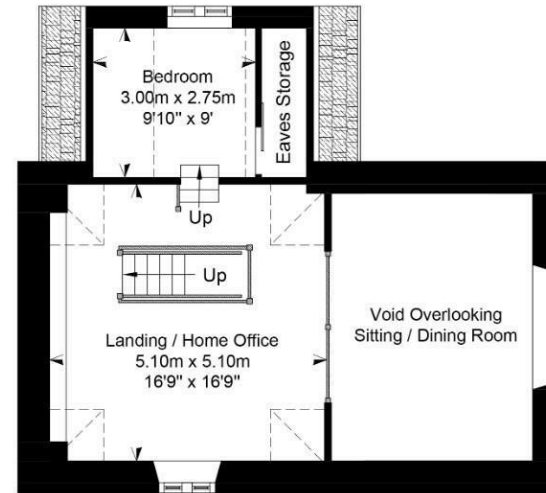 Bedroom
3.00m x 2.75m
9'10" x 9'
Eaves Storage
Up
Up
Landing / Home Office
5.10m x 5.10m
16'9" x 16'9"
Void Overlooking
Sitting / Dining Room